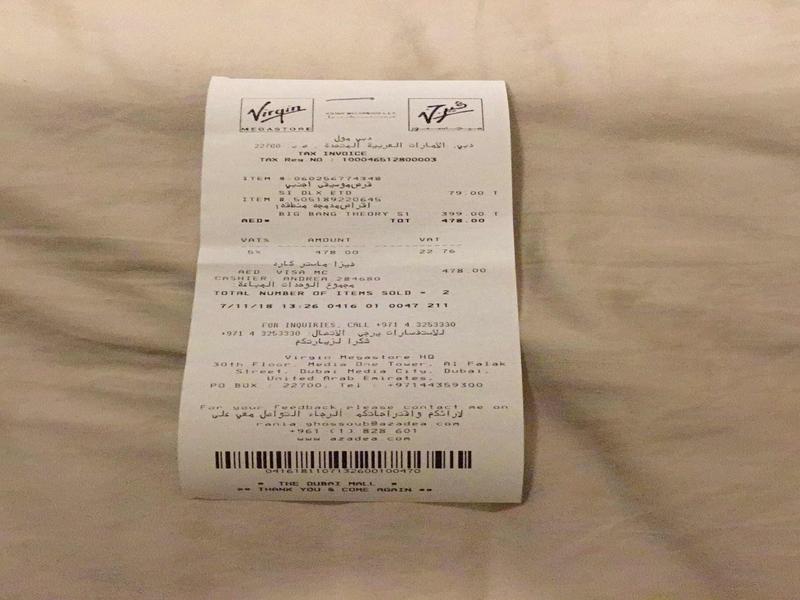 Virgin
MEGASTORE
ميجاستور
دبي مول
دبي، الأمارات العربية المتحدة ، ص.ب 22700
TAX INVOICE
TAX Reg.NO : 100046512800003
ITEM # 060256774348
قرص موسيقى اجنبي
SI DLX ETD 79.00 T
ITEM # 505189220645
اقراص مدمجه منطقه
BIG BANG THEORY S1 399.00 T
AED* TOT 478.00
VAT% AMOUNT VAT
5% 478.00 22.76
فيزا ماستر كارد
AED VISA MC 478.00
CASHIER, ANDREA 284680
مجموع الوحدات المباعة:
TOTAL NUMBER OF ITEMS SOLD = 2
7/11/18 13:26 0416 01 0047 211
FOR INQUIRIES, CALL +971 4 3253330
للاستفسارات يرجى الاتصال: 3253330 4 971+
شكرا لزيارتكم
Virgin Megastore HQ
30th Floor, Media One Tower, Al Falak
Street, Dubai Media City, Dubai,
United Arab Emirates,
PO BOX : 22700, Tel : +97144359300
For your feedback please contact me on
لارائكم واقتراحاتكم الرجاء التواصل معي على
rania.ghossoub@azadea.com
+961 (1) 828 601
www.azadea.com
0416181107132600100470
* THE DUBAI MALL *
** THANK YOU & COME AGAIN **